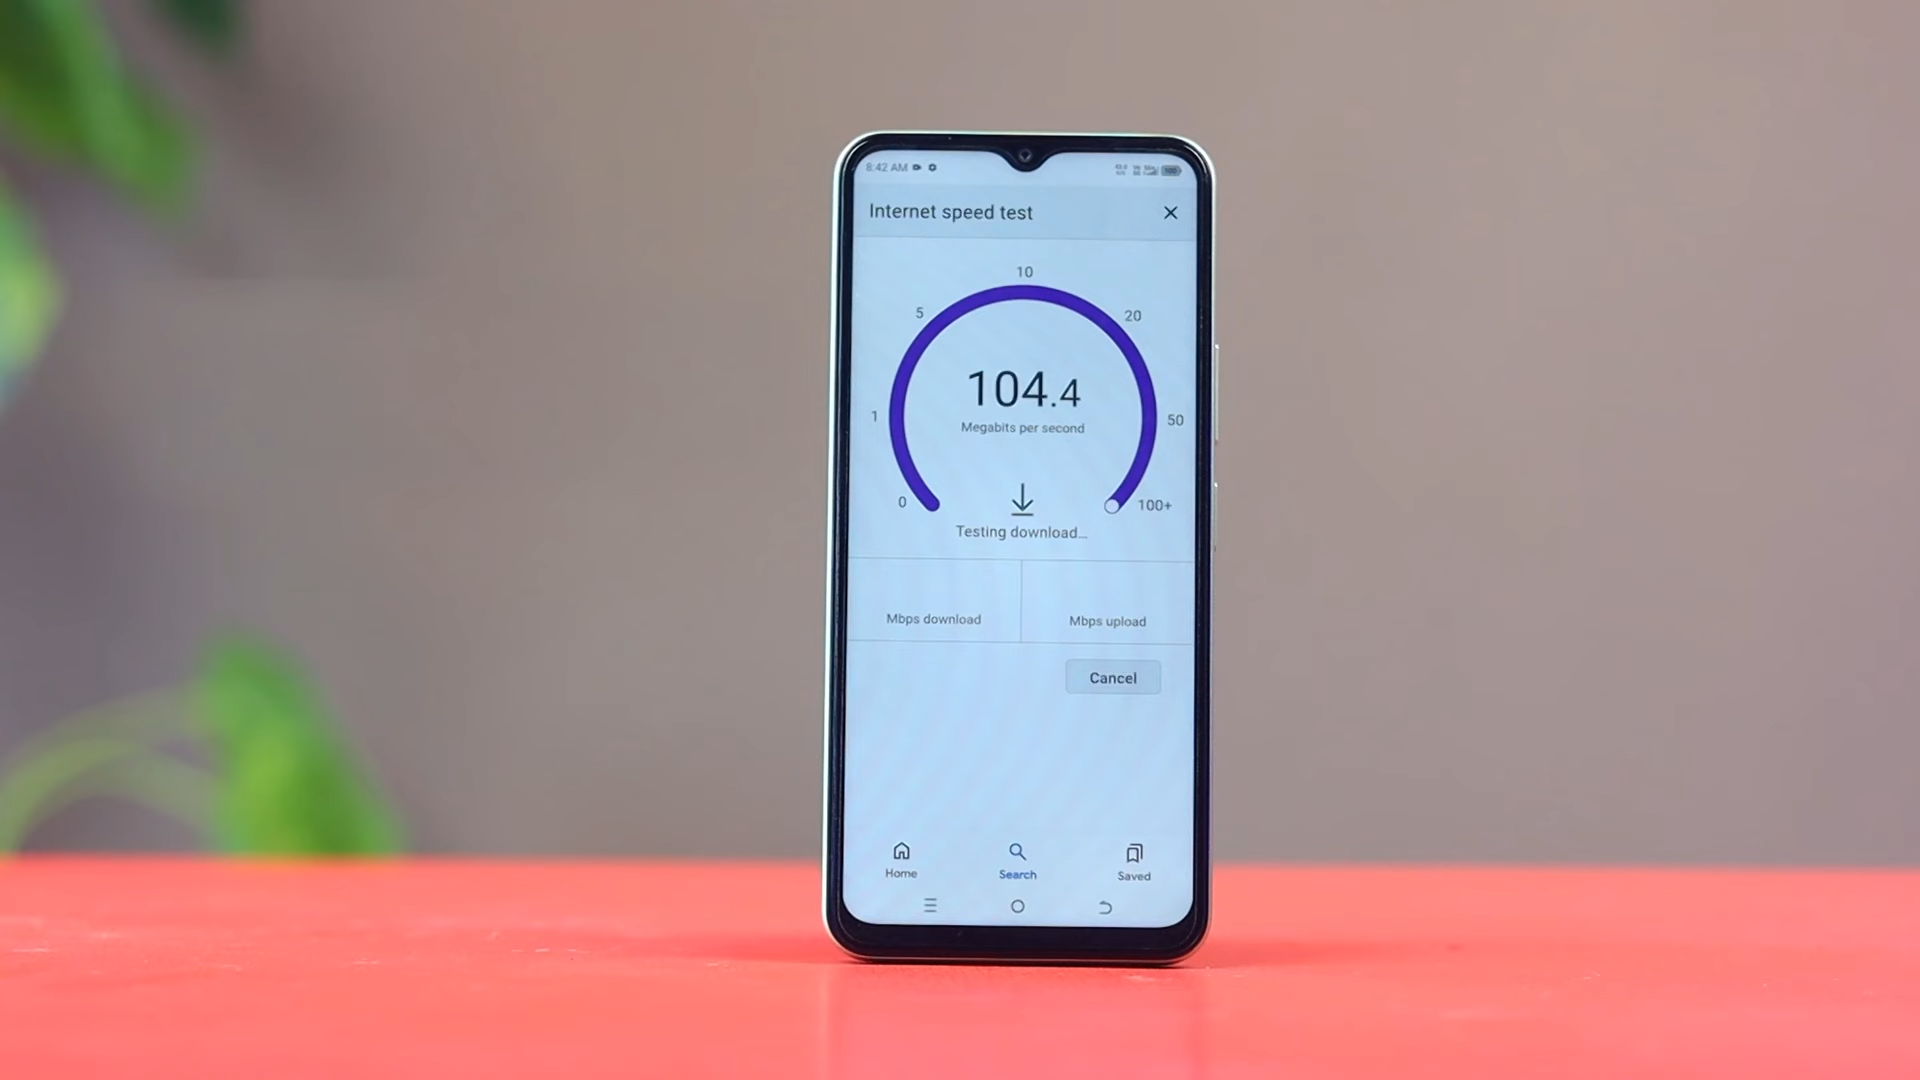 8:42 AM
100
Internet speed test
10
5
20
104.4
Megabits per second
1
50
0
100+
Testing download...
Mbps download
Mbps upload
Cancel
Home
Search
Saved